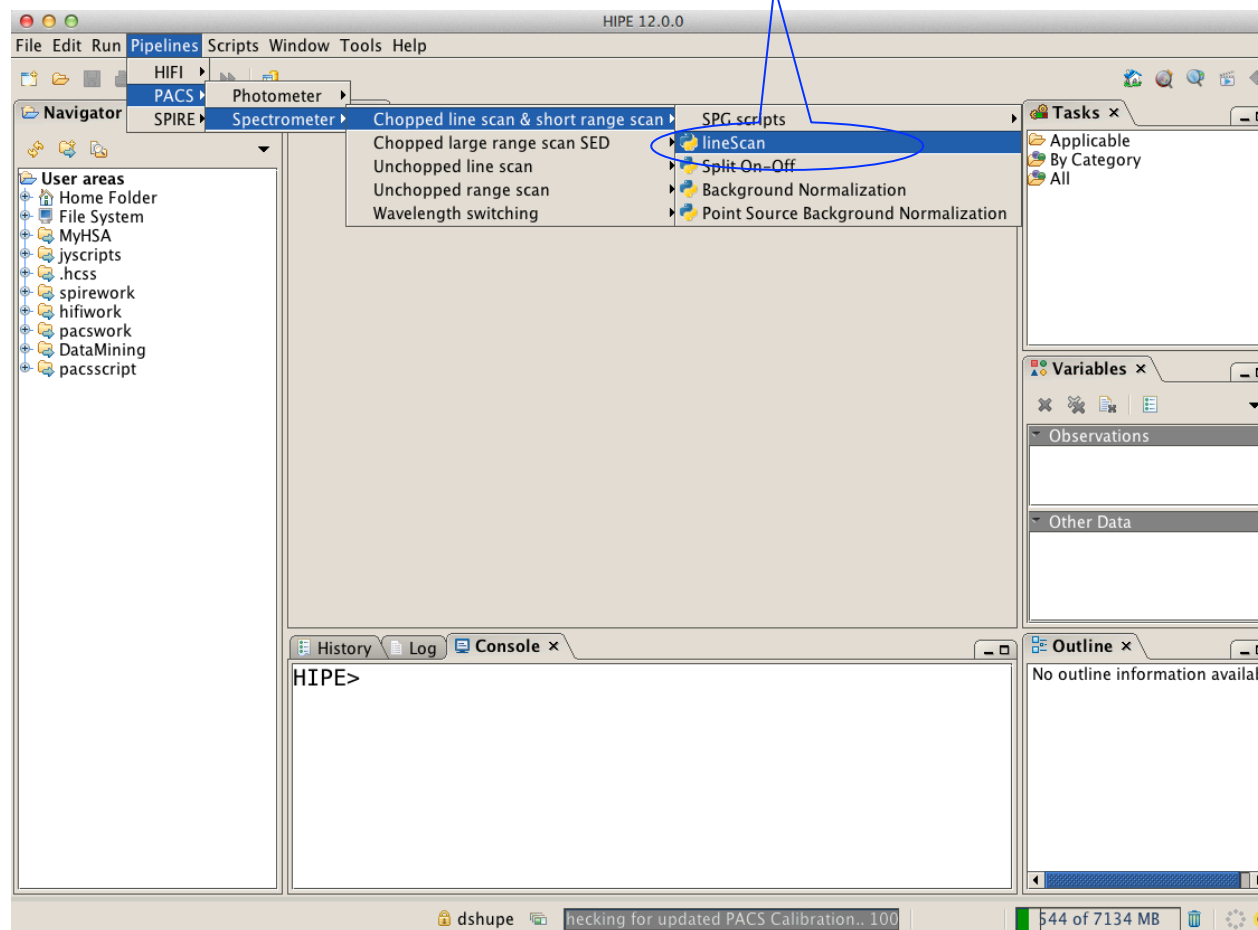 HIPE 12.0.0
File Edit Run Pipelines Scripts Window Tools Help
HIFI
PACS
SPIRE
Photometer
Spectrometer
Chopped line scan & short range scan
Chopped large range scan SED
Unchopped line scan
Unchopped range scan
Wavelength switching
SPG scripts
lineScan
Split On-Off
Background Normalization
Point Source Background Normalization
Navigator
User areas
Home Folder
File System
MyHSA
jyscripts
.hcss
spirework
hifiwork
pacswork
DataMining
pacsscript
Tasks ×
Applicable
By Category
All
Variables ×
Observations
Other Data
History Log Console ×
HIPE>
Outline ×
No outline information availab
dshupe hecking for updated PACS Calibration.. 100 544 of 7134 MB